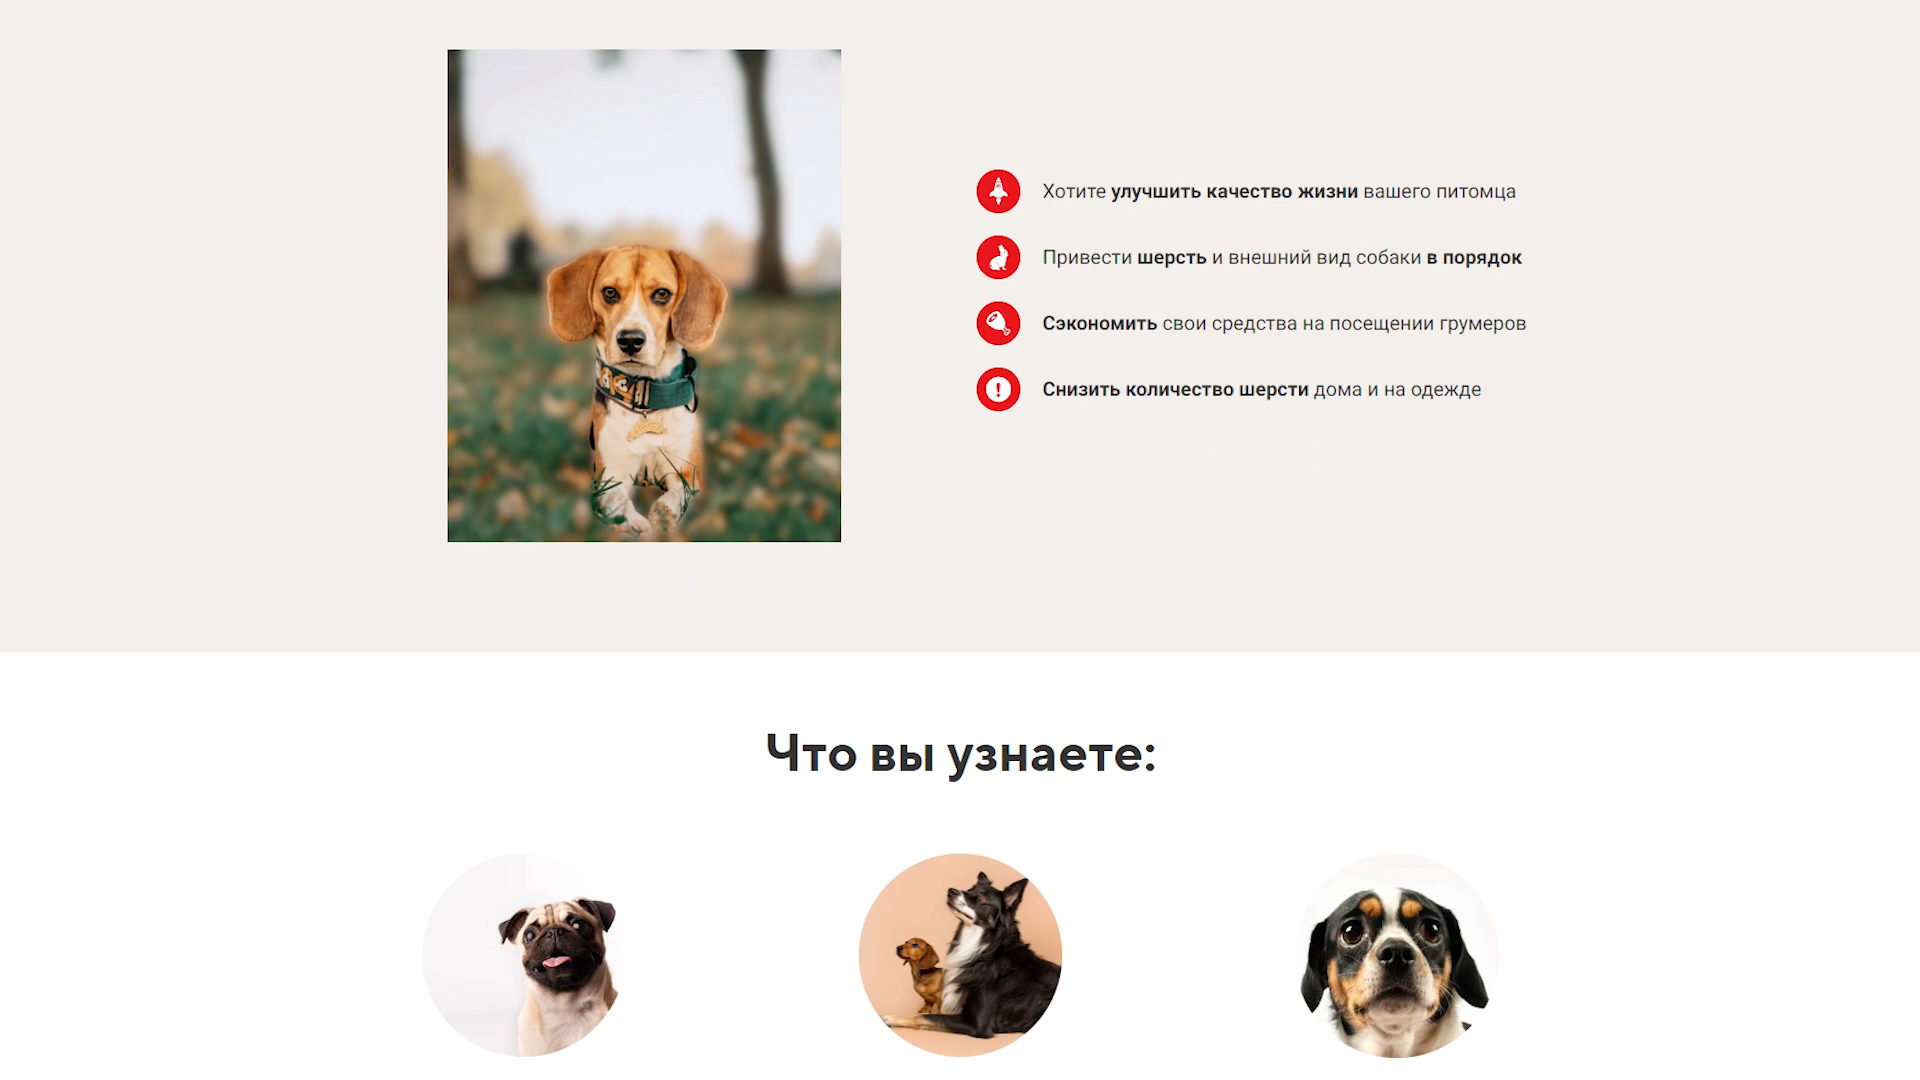 Хотите улучшить качество жизни вашего питомца
Привести шерсть и внешний вид собаки в порядок
Сэкономить свои средства на посещении грумеров
Снизить количество шерсти дома и на одежде
Что вы узнаете: